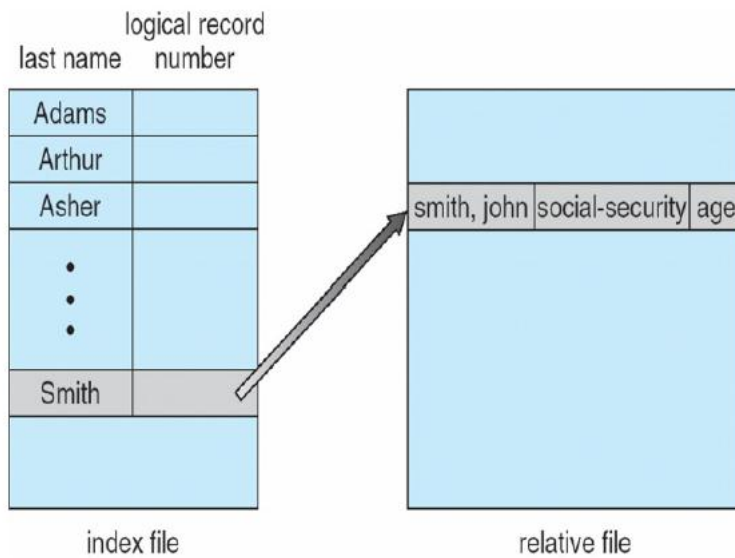 logical record
last name number
Adams
Arthur
Asher
Smith
smith, john social-security age
index file
relative file